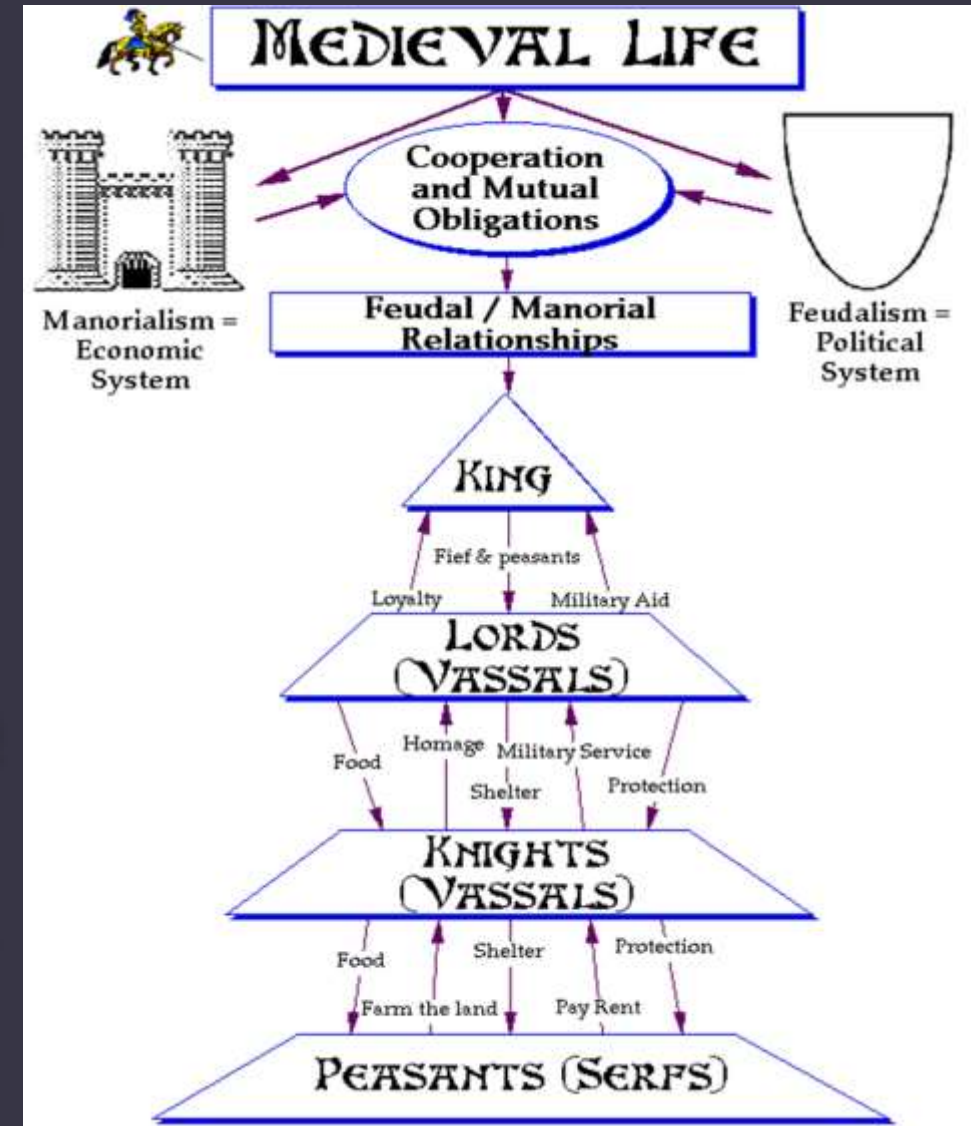 MEDIEVAL LIFE
Cooperation
and Mutual
Obligations
Manorialism =
Economic
System
Feudal / Manorial
Relationships
Feudalism =
Political
System
KING
Fief & peasants
Loyalty
Military Aid
LORDS
(VASSALS)
Food
Homage
Shelter
Military Service
Protection
KNIGHTS
(VASSALS)
Food
Farm the land
Shelter
Pay Rent
Protection
PEASANTS (SERFS)